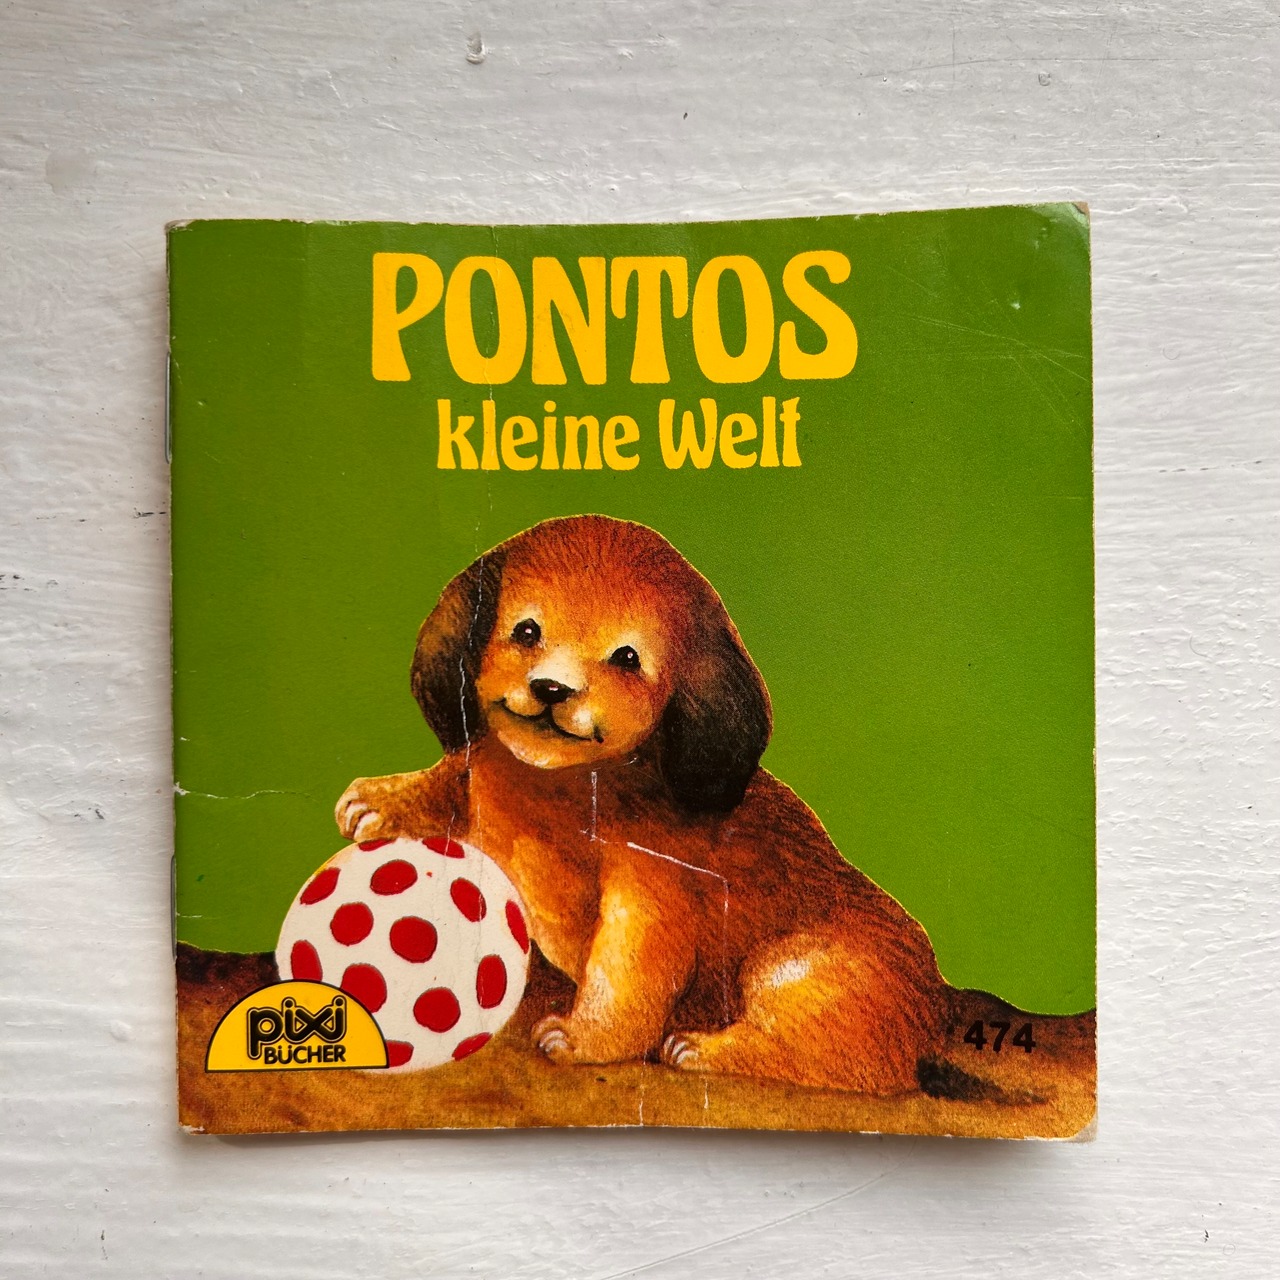 PONTOS
kleine Welt
pixi
BÜCHER
474